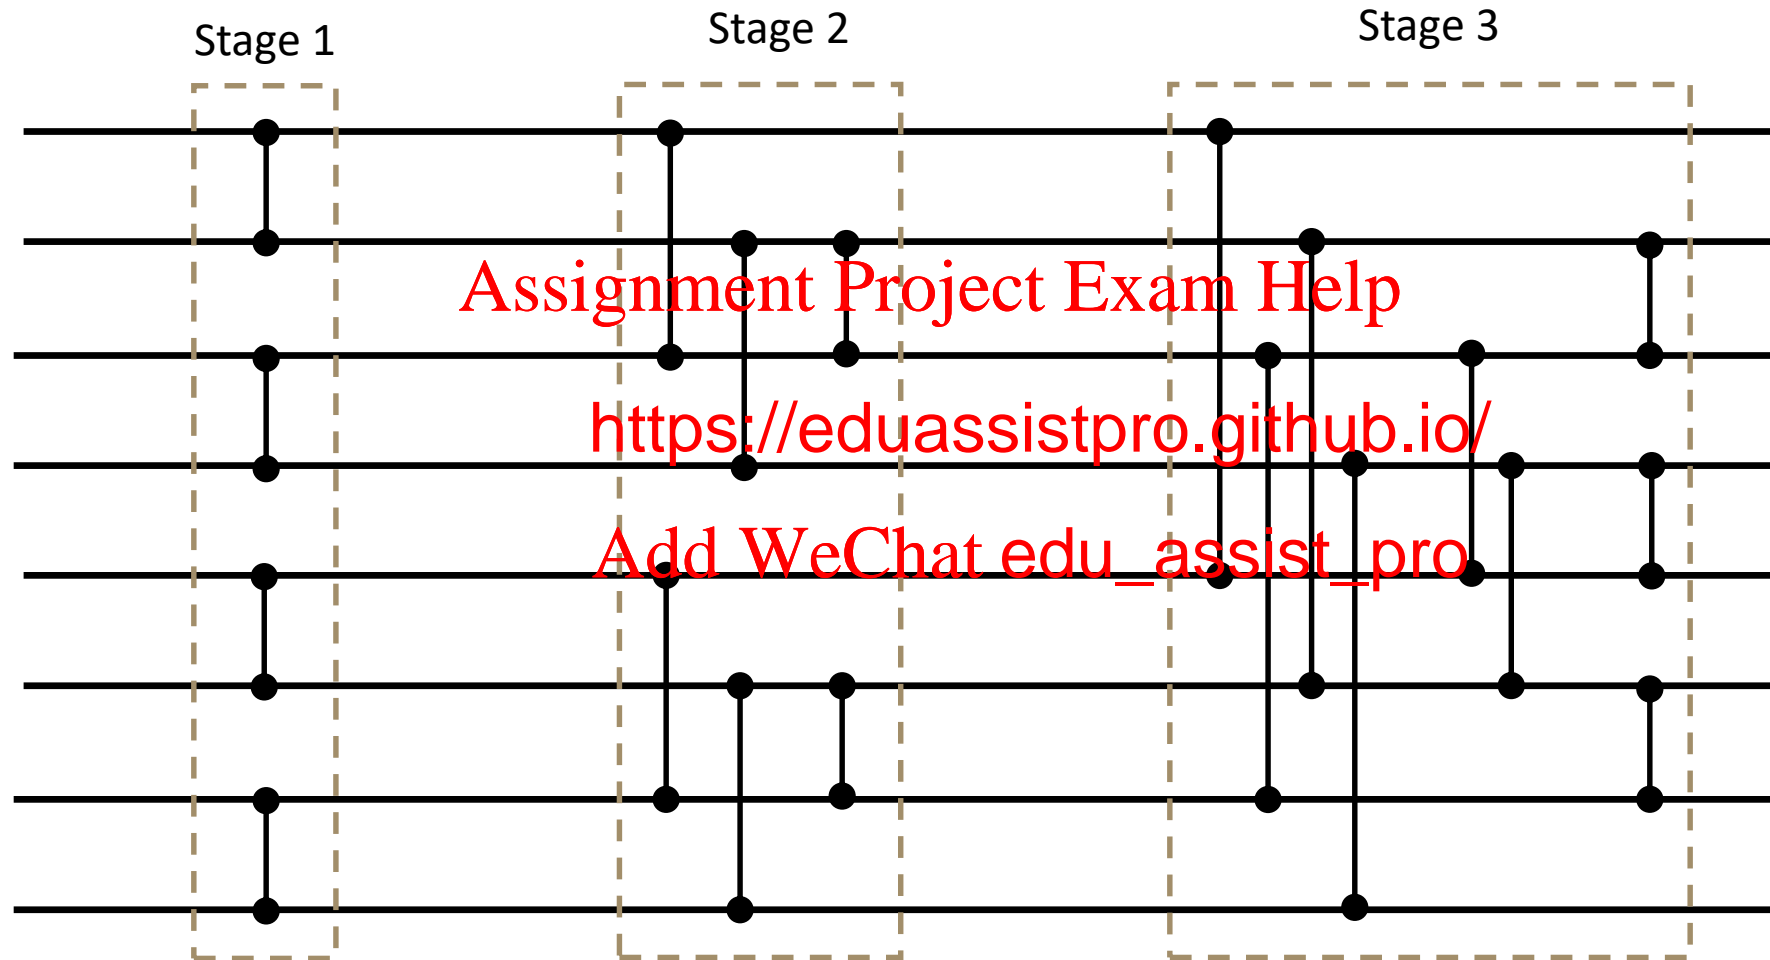 Stage 1
Stage 2
Stage 3
Assignment Project Exam Help
https://eduassistpro.github.io/
Add WeChat edu_assist_pro